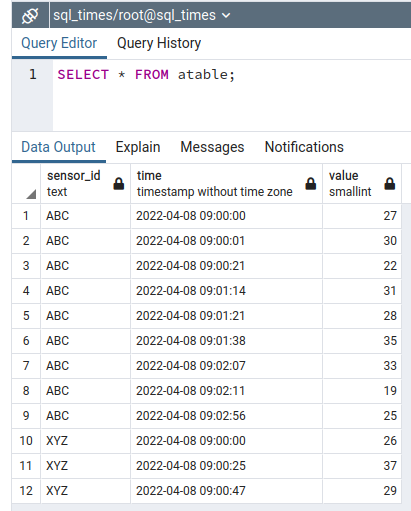 sql_times/root@sql_times
Query Editor Query History
1 SELECT * FROM atable;
Data Output Explain Messages Notifications
sensor_id time value
text timestamp without time zone smallint
1 ABC 2022-04-08 09:00:00 27
2 ABC 2022-04-08 09:00:01 30
3 ABC 2022-04-08 09:00:21 22
4 ABC 2022-04-08 09:01:14 31
5 ABC 2022-04-08 09:01:21 28
6 ABC 2022-04-08 09:01:38 35
7 ABC 2022-04-08 09:02:07 33
8 ABC 2022-04-08 09:02:11 19
9 ABC 2022-04-08 09:02:56 25
10 XYZ 2022-04-08 09:00:00 26
11 XYZ 2022-04-08 09:00:25 37
12 XYZ 2022-04-08 09:00:47 29